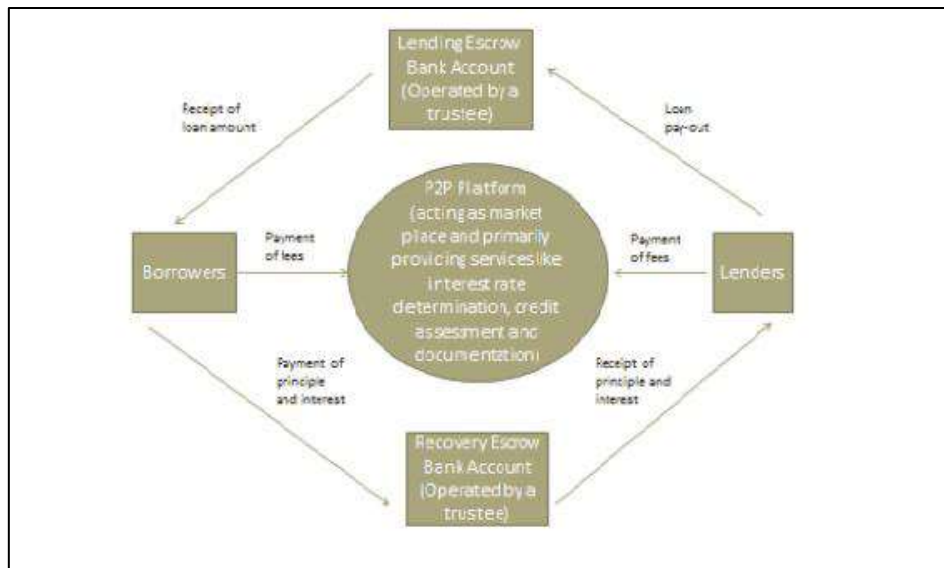 Lending Escrow
Bank Account
(Operated by a
trustee)
Receipt of
loan amount
Loan
pay-out
P2P Platform
(acting as market
place and primarily
providing services like
interest rate
determination, credit
assessment and
documentation)
Borrowers
Payment
of fees
Payment
of fees
Lenders
Payment of
principle
and interest
Receipt of
principle and
interest
Recovery Escrow
Bank Account
(Operated by a
trustee)